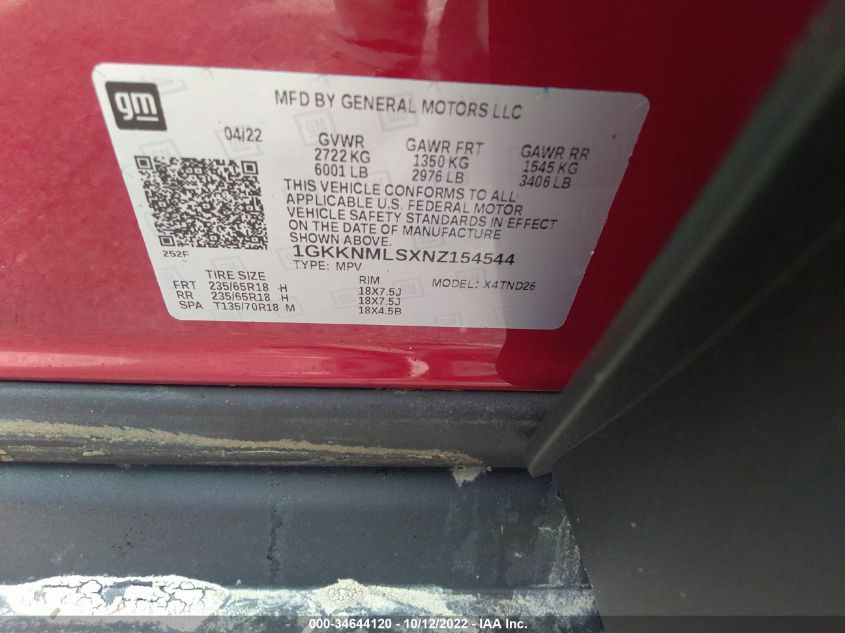 gm
MFD BY GENERAL MOTORS LLC
04/22
GVWR GAWR FRT GAWR RR
2722 KG 1350 KG 1545 KG
6001 LB 2976 LB 3406 LB
THIS VEHICLE CONFORMS TO ALL
APPLICABLE U.S. FEDERAL MOTOR
VEHICLE SAFETY STANDARDS IN EFFECT
ON THE DATE OF MANUFACTURE
SHOWN ABOVE.
252F
1GKKNMLSXNZ154544
TYPE: MPV MODEL: X4TND26
TIRE SIZE RIM
FRT 235/65R18 H 18X7.5J
RR 235/65R18 H 18X7.5J
SPA T135/70R18 M 18X4.5B
000-34644120 - 10/12/2022 - IAA Inc.